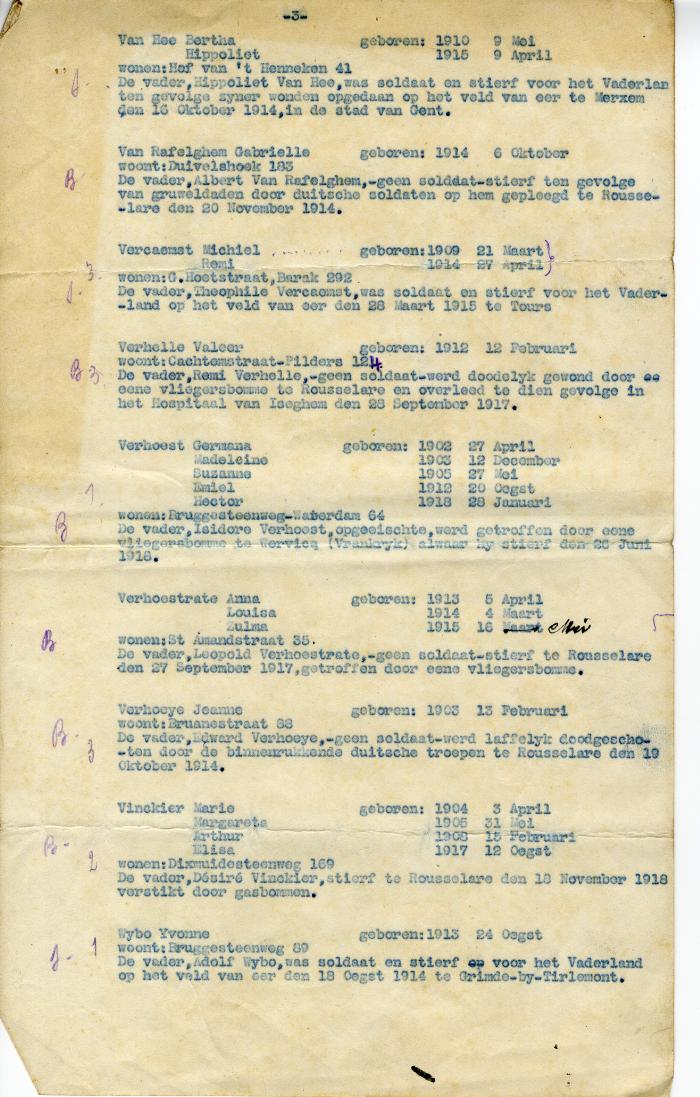 -3-
Van Hee Bertha geboren: 1910 9 Mei
Hippoliet 1915 9 April
wonen:Hof van 't Henneken 41
De vader,Hippoliet Van Hee,was soldaat en stierf voor het Vaderlan
ten gevolge zyner wonden opgedaan op het veld van eer te Merxem
den 16 Oktober 1914,in de stad van Gent.
Van Rafelghem Gabrielle geboren: 1914 6 Oktober
B
woont:Duivelshoek 183
De vader,Albert Van Rafelghem,-geen solddat-stierf ten gevolge
van gruweldaden door duitsche soldaten op hem gepleegd te Rousse-
-lare den 20 November 1914.
Vercaemst Michiel .......... geboren:1909 21 Maart
Remi 1914 27 April
3.
wonen:G.Hoetstraat,Barak 292
De vader,Theophile Vercaemst,was soldaat en stierf voor het Vader-
-land op het veld van eer den 28 Maart 1915 te Tours
Verhelle Valeer geboren: 1912 12 Februari
woont:Cachtemstraat-Pilders 124
B 3
De vader,Remi Verhelle,-geen soldaat-werd doodelyk gewond door ee
eene vliegersbomme te Rousselare en overleed te dien gevolge in
het Hospitaal van Iseghem den 28 September 1917.
Verhoest Germana geboren: 1902 27 April
Madeleine 1903 12 December
Suzanne 1905 27 Mei
Emiel 1912 20 Oegst
1.
Hector 1918 28 Januari
wonen:Bruggesteenweg-Waterdam 64
B
De vader,Isidore Verhoest,opgeeischte,werd getroffen door eene
vliegersbomme te Wervicq (Vrankryk) alwaar hy stierf den 28 Juni
1918.
Verhoestrate Anna geboren: 1913 5 April
Louisa 1914 4 Maart
Zulma 1915 16 Maart Mei
B
wonen:St Amandstraat 35.
De vader,Leopold Verhoestrate,-geen soldaat-stierf te Rousselare
den 27 September 1917,getroffen door eene vliegersbomme.
Verhoeye Jeanne geboren: 1903 13 Februari
woont:Bruanestraat 88
B-
3
De vader,Edward Verhoeye,-geen soldaat-werd laffelyk doodgescho-
-ten door de binnenrukkende duitsche troepen te Rousselare den 19
Oktober 1914.
Vinckier Marie geboren: 1904 3 April
Margareta 1905 31 Mei
Arthur 1908 15 Februari
B-
Elisa 1917 12 Oegst
2
wonen:Dixmuidesteenweg 169
De vader,Désiré Vinckier,stierf te Rousselare den 18 November 1918
verstikt door gasbommen.
Wybo Yvonne geboren:1913 24 Oegst
1
woont:Bruggesteenweg 89
De vader,Adolf Wybo,was soldaat en stierf op voor het Vaderland
op het veld van eer den 18 Oegst 1914 te Grimde-by-Tirlemont.